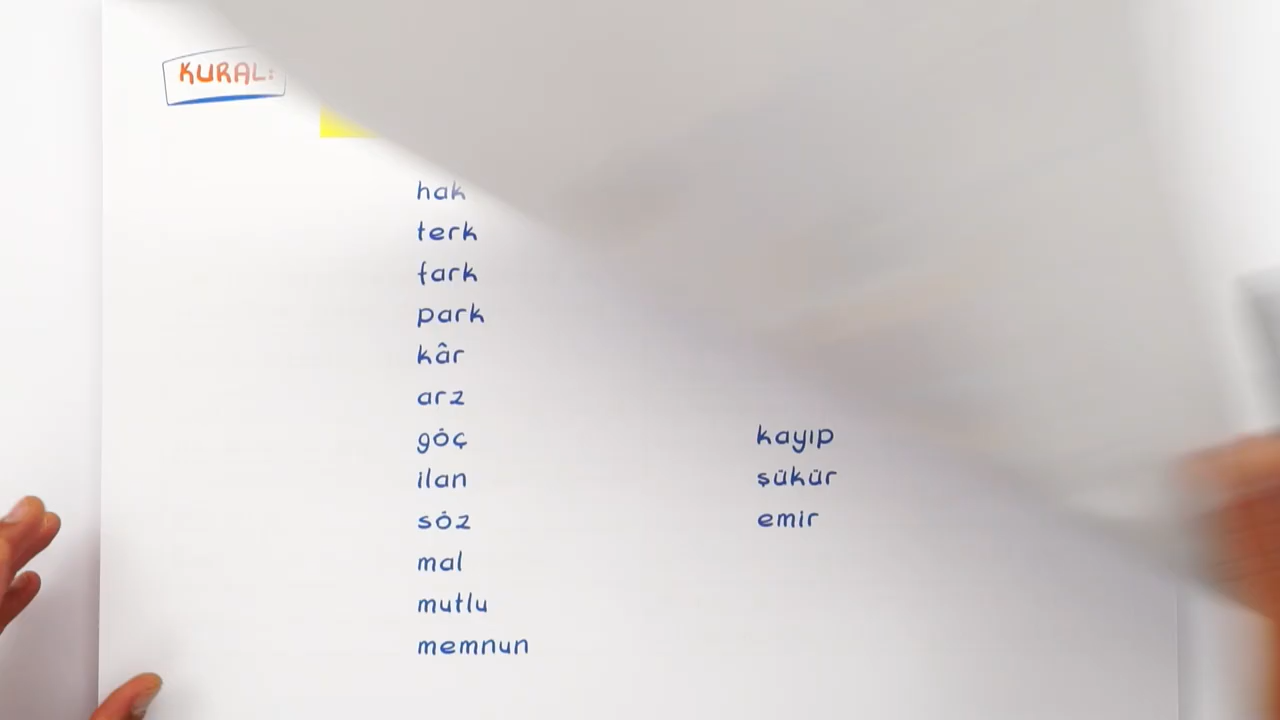 KURAL:
hak
terk
fark
park
kâr
arz
göç
ilan
söz
mal
mutlu
memnun
kayıp
şükür
emir